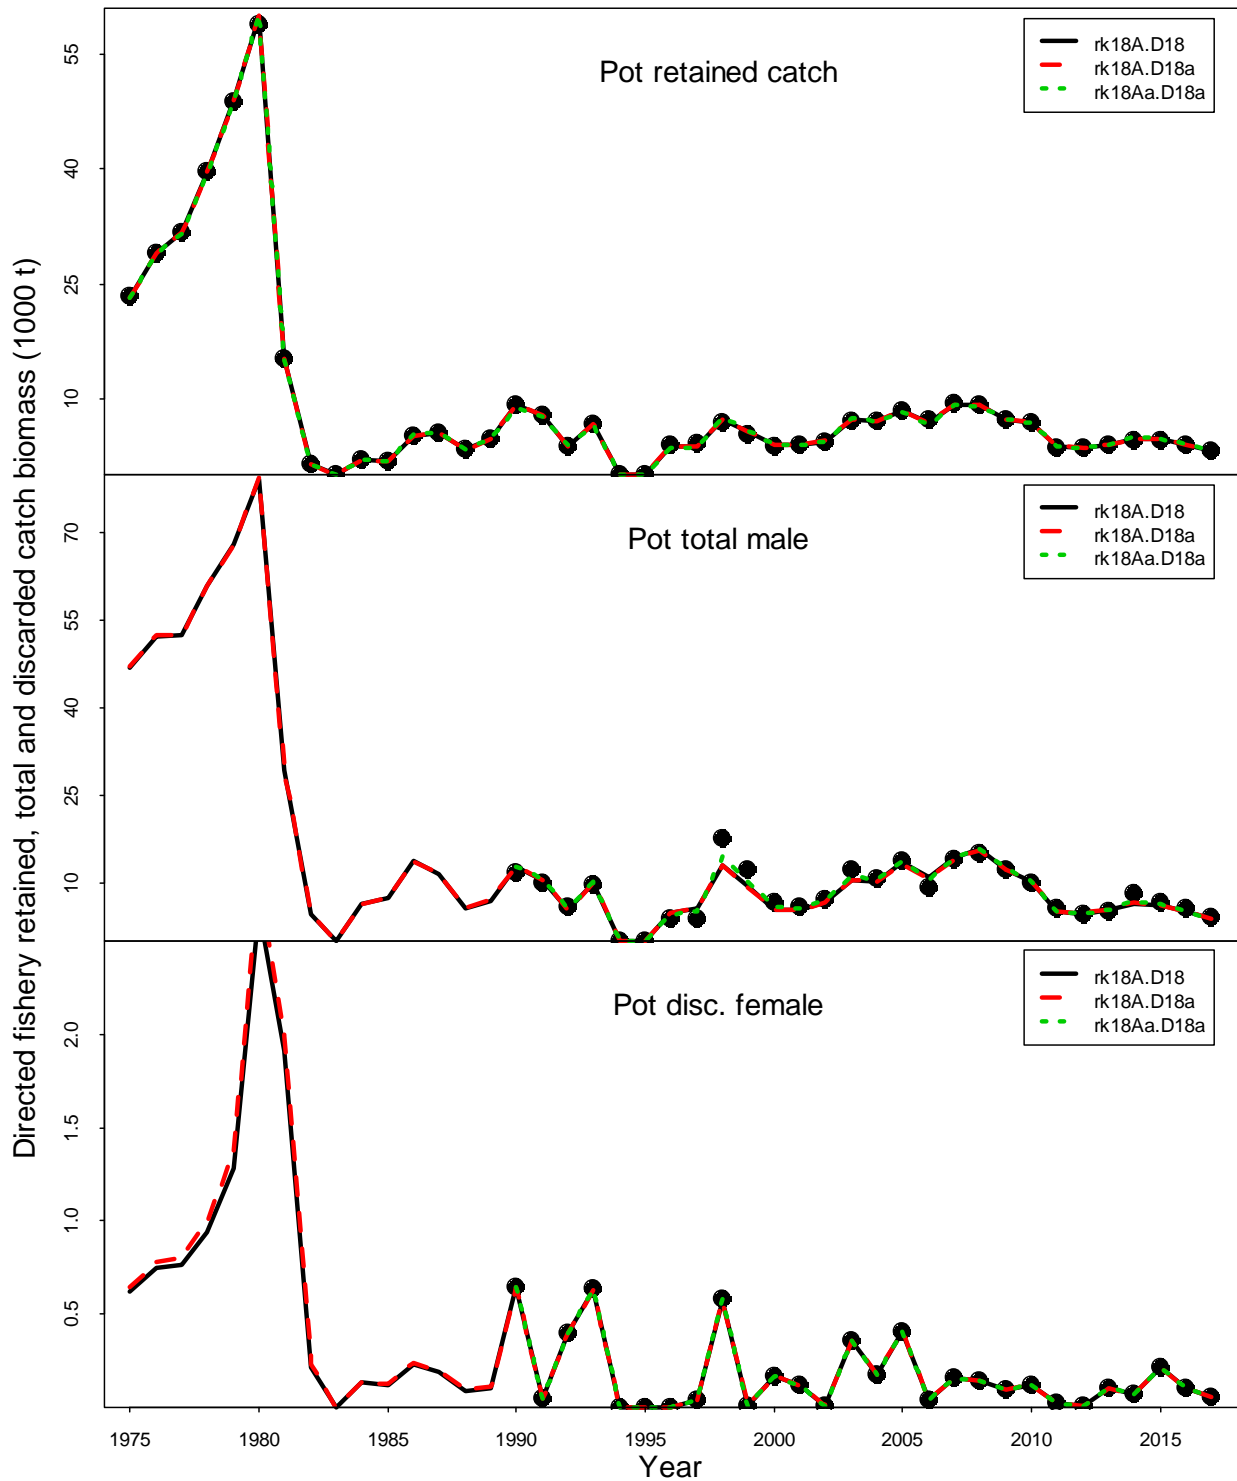 Directed fishery retained, total and discarded catch biomass (1000 t)
Pot retained catch
rk18A.D18
rk18A.D18a
rk18Aa.D18a
55
40
25
10
Pot total male
rk18A.D18
rk18A.D18a
rk18Aa.D18a
70
55
40
25
10
Pot disc. female
rk18A.D18
rk18A.D18a
rk18Aa.D18a
2.0
1.5
1.0
0.5
1975 1980 1985 1990 1995 2000 2005 2010 2015
Year